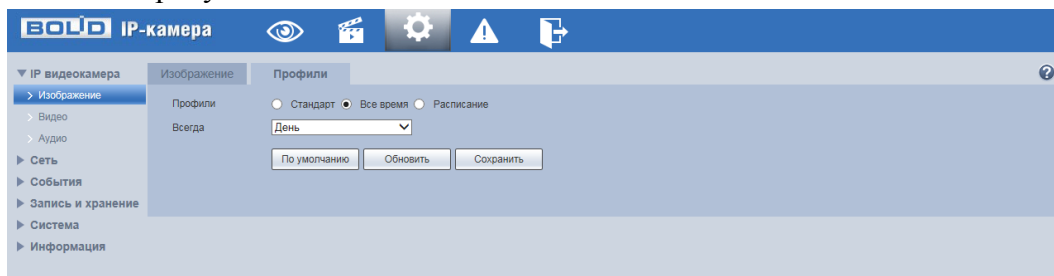 BOLID IP-камера
IP видеокамера
Изображение
Видео
Аудио
Сеть
События
Запись и хранение
Система
Информация
Изображение Профили
Профили Стандарт Все время Расписание
Всегда День
По умолчанию Обновить Сохранить